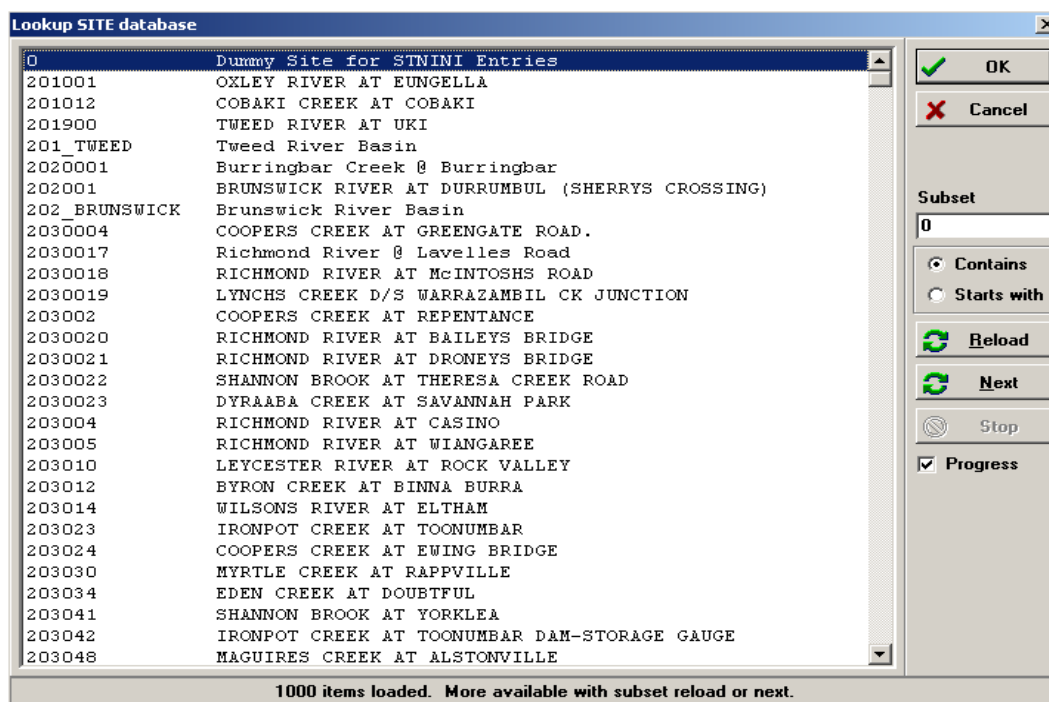 Lookup SITE database
0 Dummy Site for STNINI Entries
201001 OXLEY RIVER AT EUNGELLA
201012 COBAKI CREEK AT COBAKI
201900 TWEED RIVER AT UKI
201_TWEED Tweed River Basin
2020001 Burringbar Creek @ Burringbar
202001 BRUNSWICK RIVER AT DURRUMBUL (SHERRYS CROSSING)
202_BRUNSWICK Brunswick River Basin
2030004 COOPERS CREEK AT GREENGATE ROAD.
2030017 Richmond River @ Lavelles Road
2030018 RICHMOND RIVER AT McINTOSHS ROAD
2030019 LYNCHS CREEK D/S WARRAZAMBIL CK JUNCTION
203002 COOPERS CREEK AT REPENTANCE
2030020 RICHMOND RIVER AT BAILEYS BRIDGE
2030021 RICHMOND RIVER AT DRONEYS BRIDGE
2030022 SHANNON BROOK AT THERESA CREEK ROAD
2030023 DYRAABA CREEK AT SAVANNAH PARK
203004 RICHMOND RIVER AT CASINO
203005 RICHMOND RIVER AT WIANGAREE
203010 LEYCESTER RIVER AT ROCK VALLEY
203012 BYRON CREEK AT BINNA BURRA
203014 WILSONS RIVER AT ELTHAM
203023 IRONPOT CREEK AT TOONUMBAR
203024 COOPERS CREEK AT EWING BRIDGE
203030 MYRTLE CREEK AT RAPPVILLE
203034 EDEN CREEK AT DOUBTFUL
203041 SHANNON BROOK AT YORKLEA
203042 IRONPOT CREEK AT TOONUMBAR DAM-STORAGE GAUGE
203048 MAGUIRES CREEK AT ALSTONVILLE
OK
Cancel
Subset
0
Contains
Starts with
Reload
Next
Stop
Progress
1000 items loaded. More available with subset reload or next.